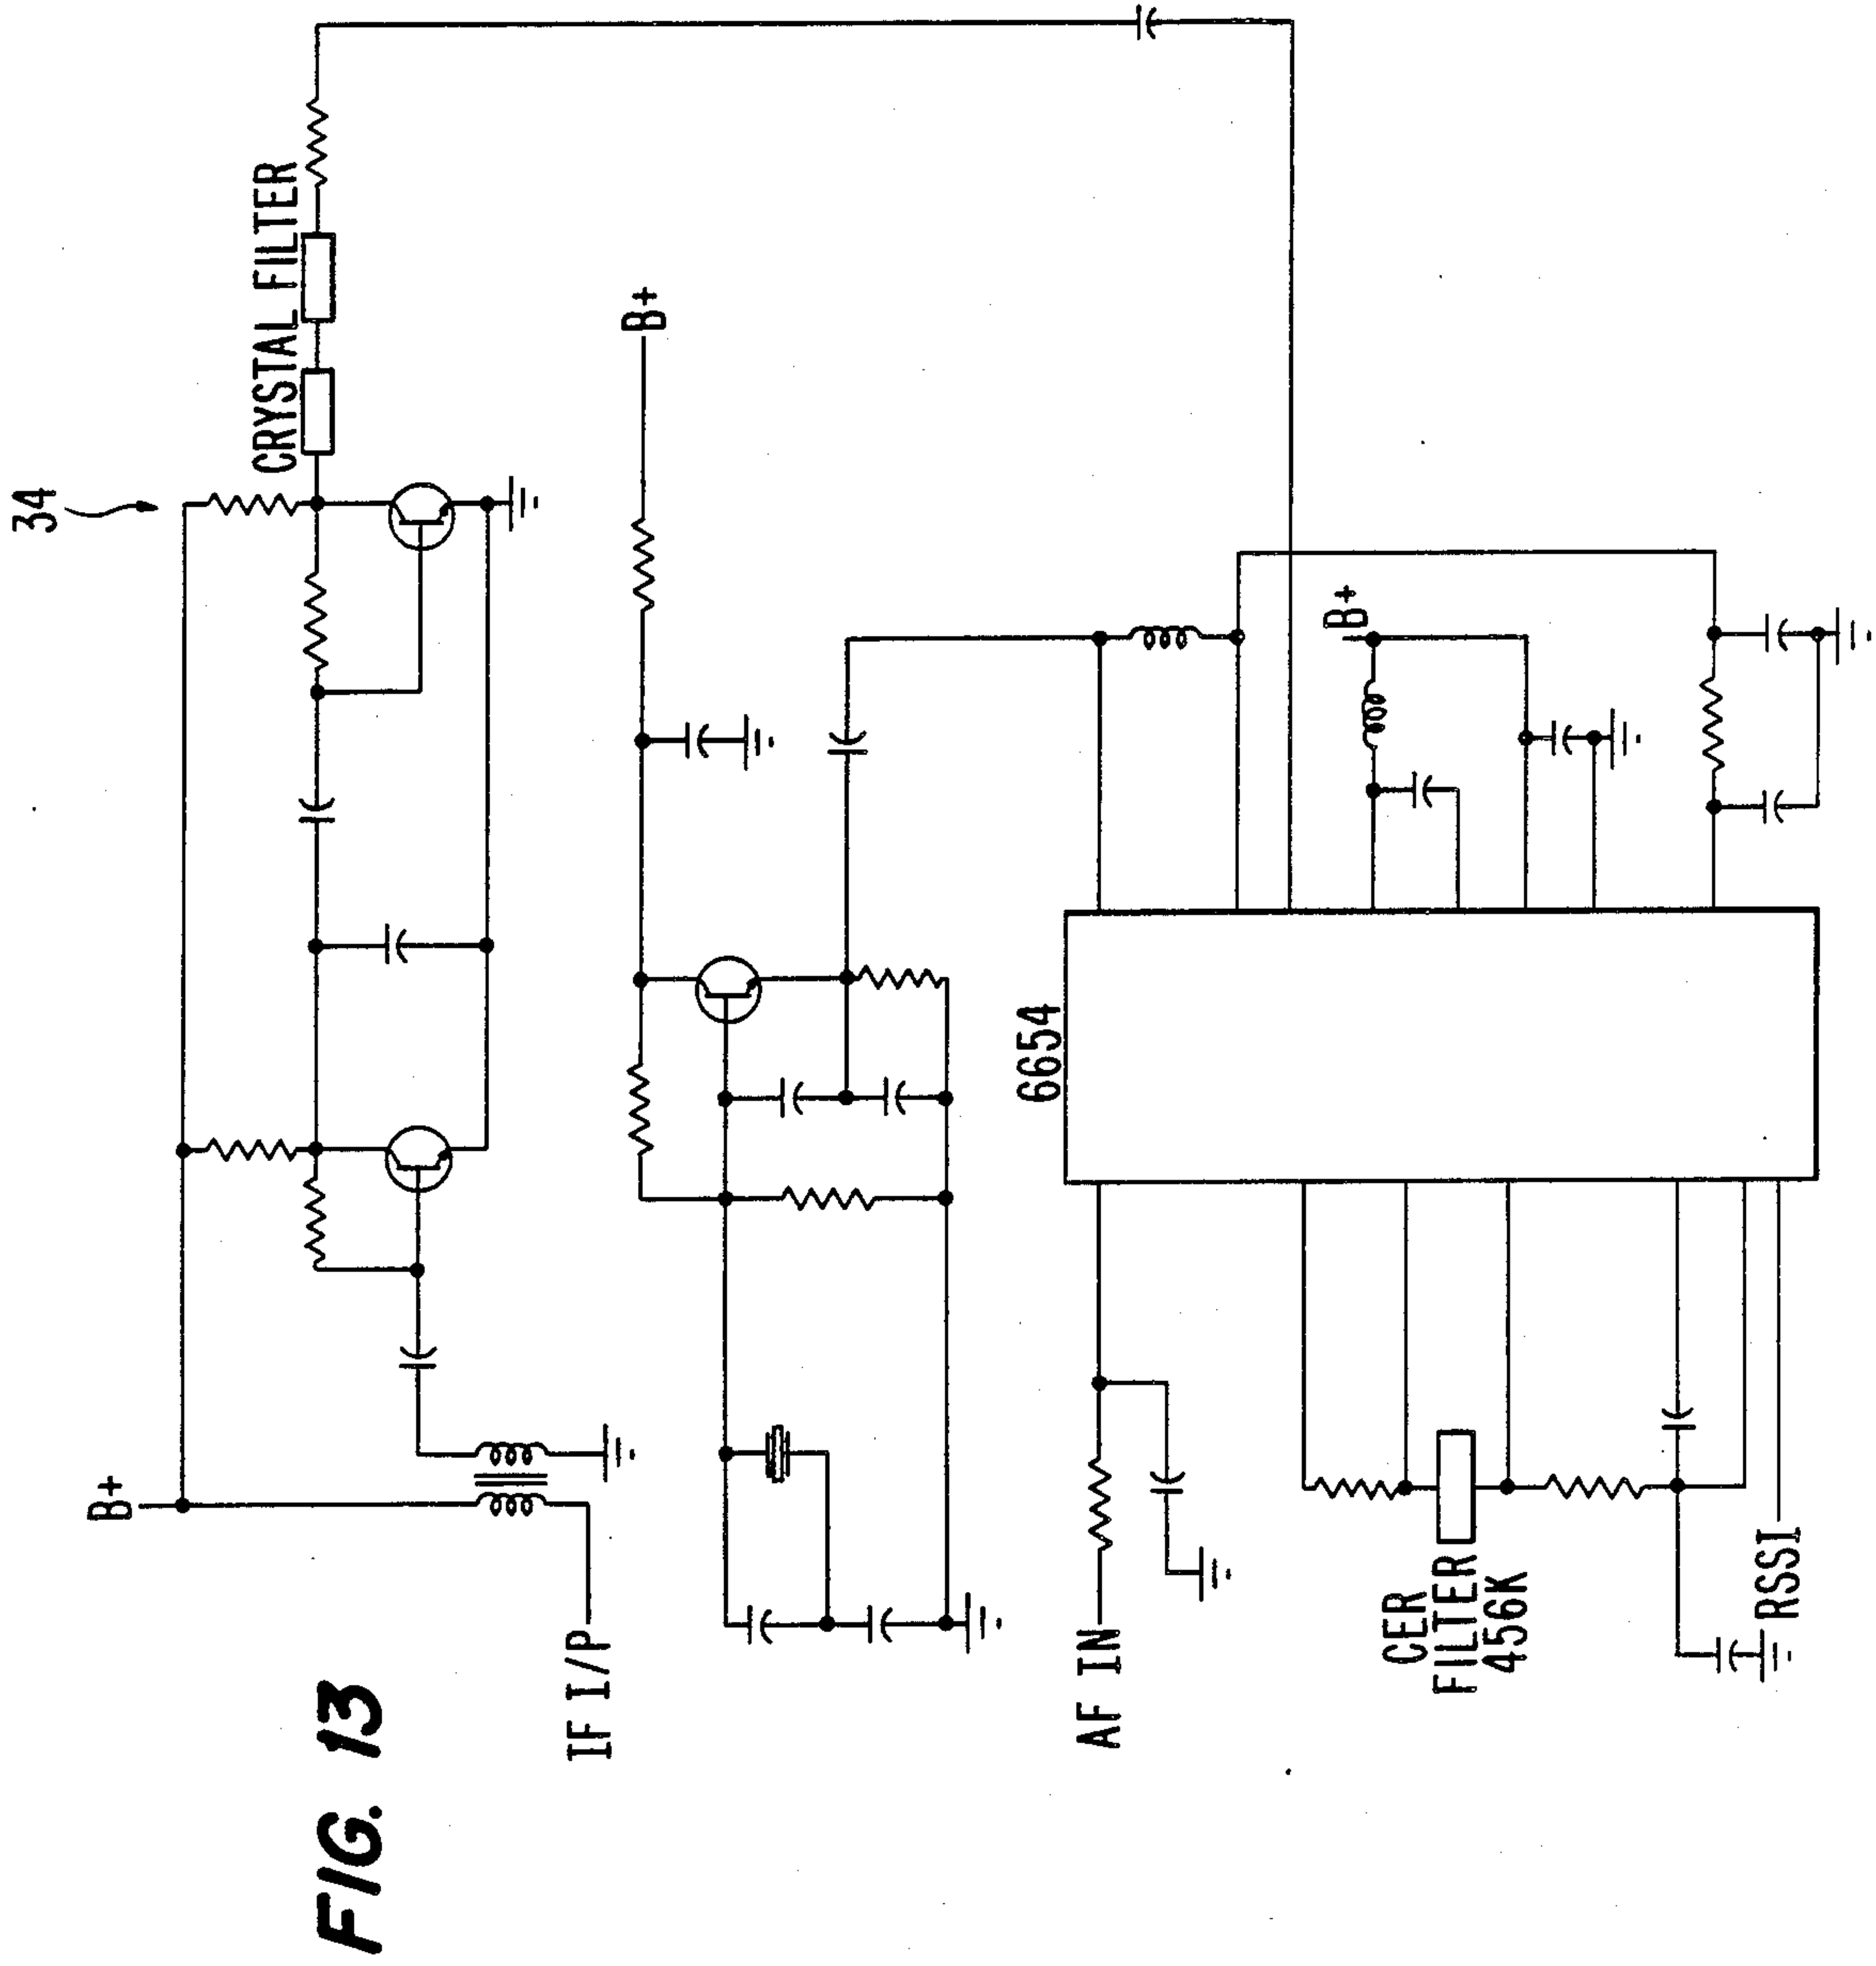 FIG. 13
34
B+
CRYSTAL FILTER
IF I/P
B+
AF IN
6654
B+
CER
FILTER
456K
RSSI